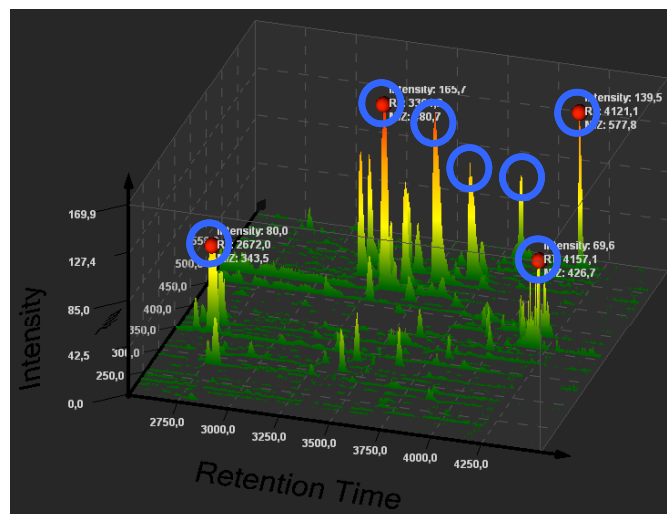 Intensity: 165,7
M/Z: 380,7
Intensity: 139,5
RT: 4121,1
M/Z: 577,8
Intensity: 80,0
RT: 2672,0
M/Z: 343,5
Intensity: 69,6
RT: 4157,1
M/Z: 426,7
169,9
127,4
85,0
42,5
0,0
Intensity
500,0
450,0
400,0
350,0
300,0
250,0
2750,0
3000,0
3250,0
3500,0
3750,0
4000,0
4250,0
Retention Time